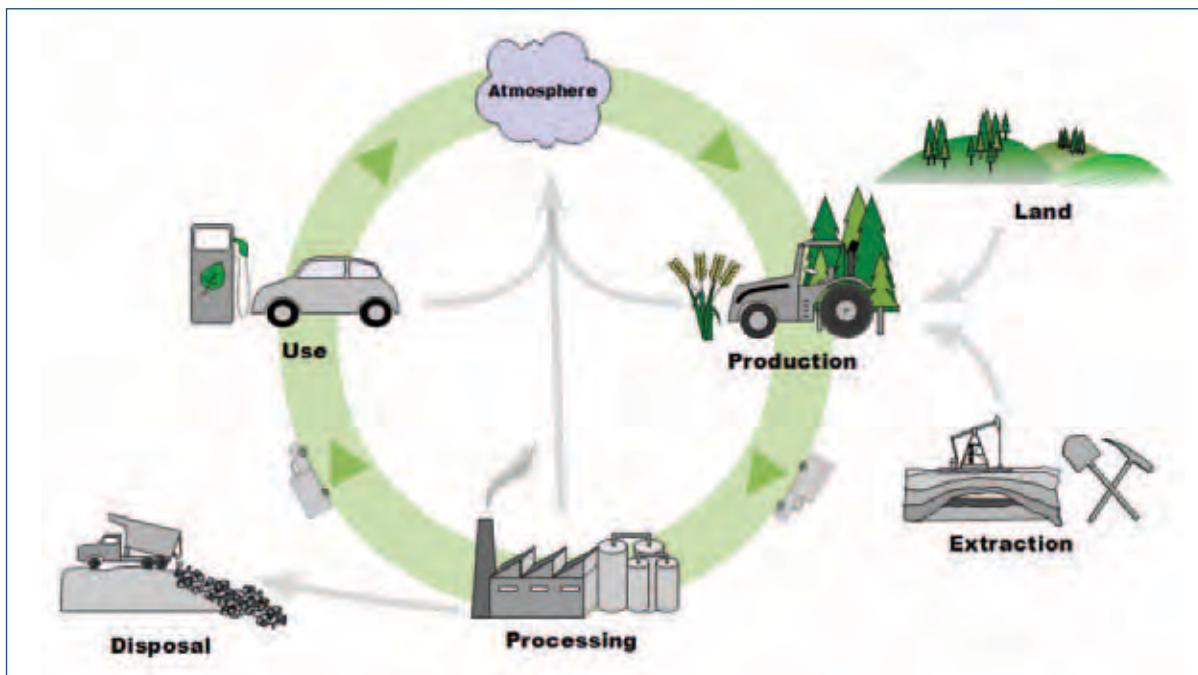 Atmosphere
Land
Use
Production
Extraction
Disposal
Processing